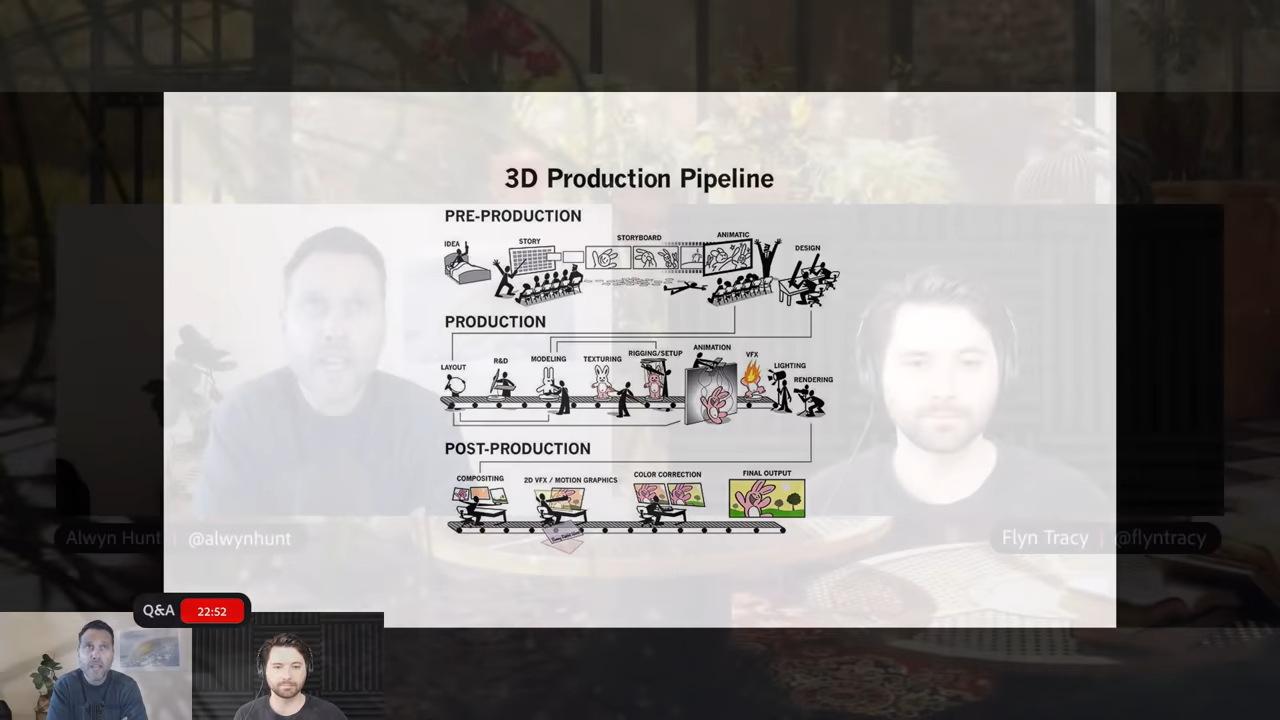 3D Production Pipeline
PRE-PRODUCTION
IDEA
STORY
STORYBOARD
ANIMATIC
DESIGN
PRODUCTION
LAYOUT
R&D
MODELING
TEXTURING
RIGGING/SETUP
ANIMATION
VFX
LIGHTING
RENDERING
POST-PRODUCTION
COMPOSITING
2D VFX / MOTION GRAPHICS
COLOR CORRECTION
FINAL OUTPUT
Alwyn Hunt | @alwynhunt
Flyn Tracy | @flyntracy
Q&A 22:52